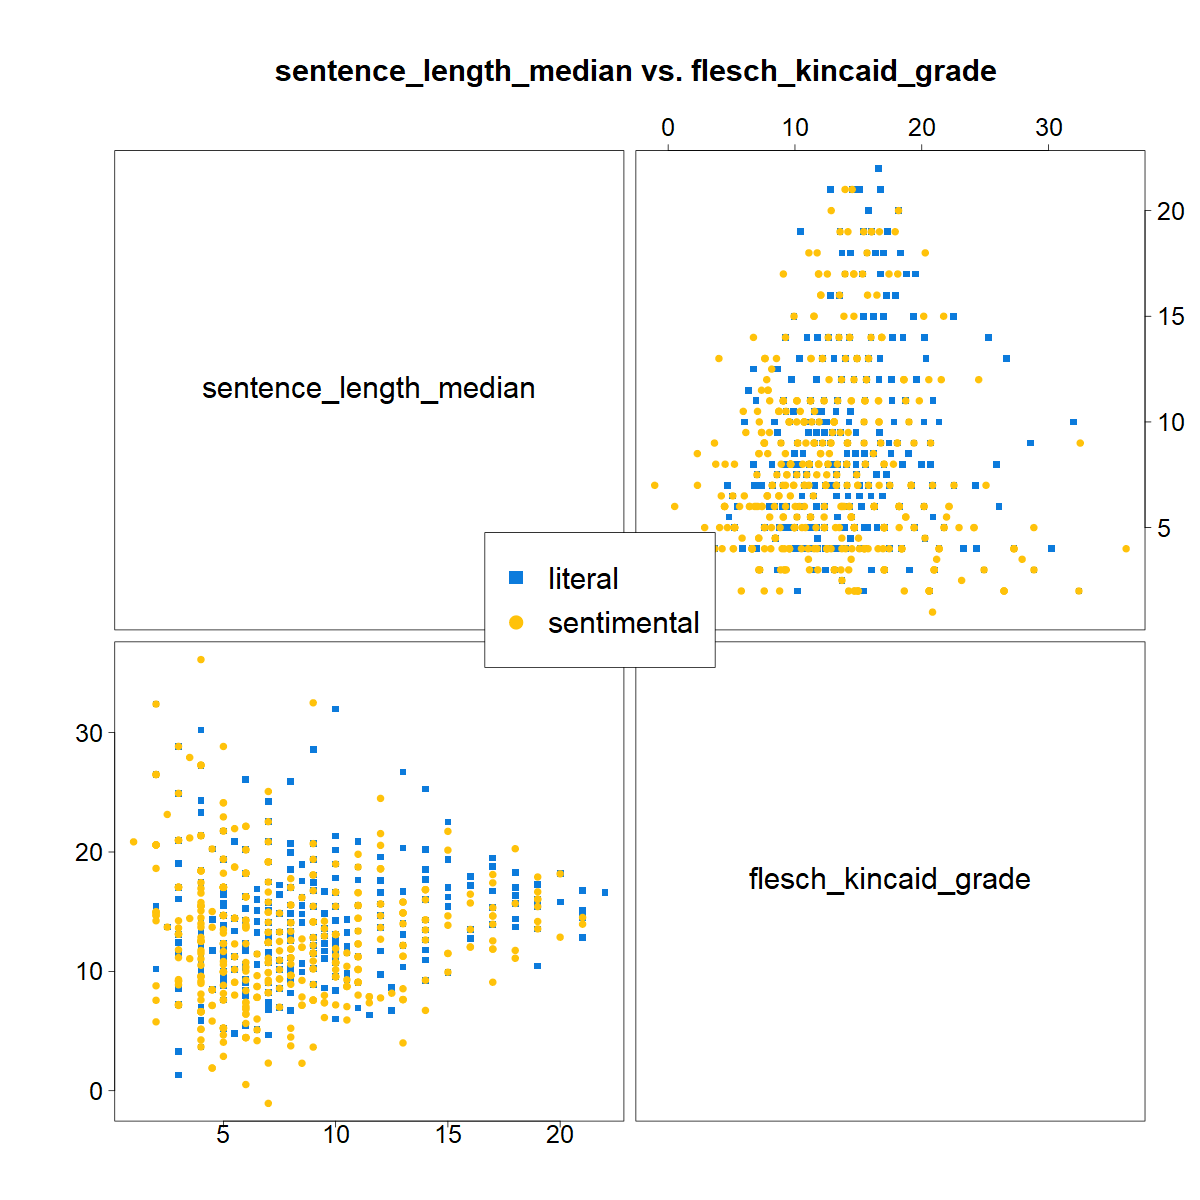 sentence_length_median vs. flesch_kincaid_grade
0 10 20 30
sentence_length_median
20
15
10
5
literal
sentimental
30
20
10
0
flesch_kincaid_grade
5 10 15 20